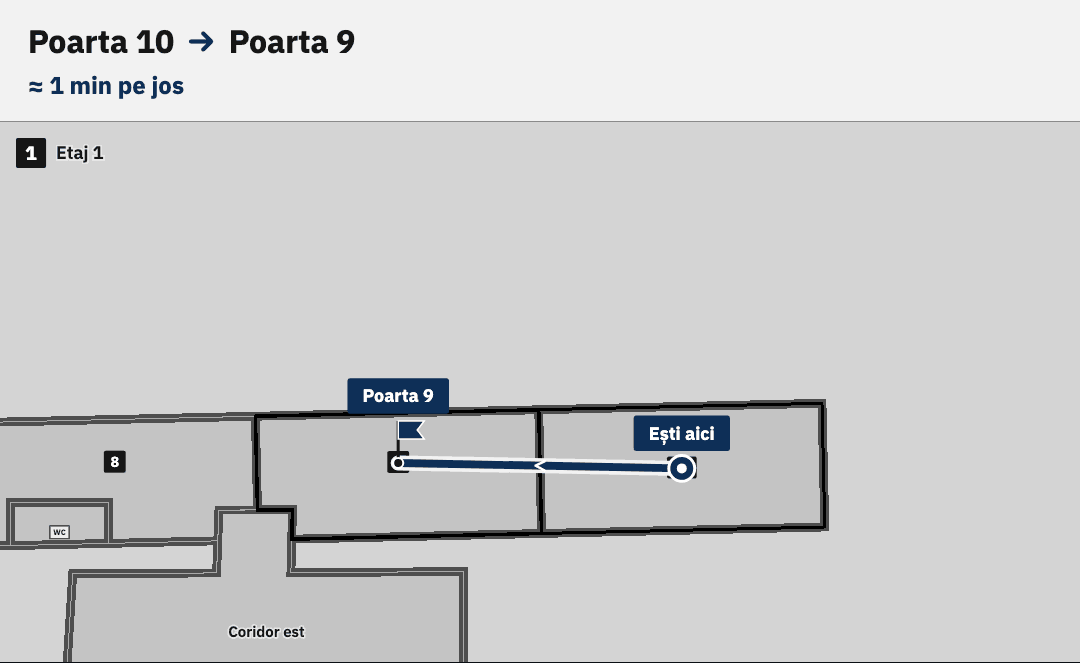 Poarta 10 → Poarta 9
≈ 1 min pe jos
1 Etaj 1
Poarta 9
Ești aici
8
WC
Coridor est